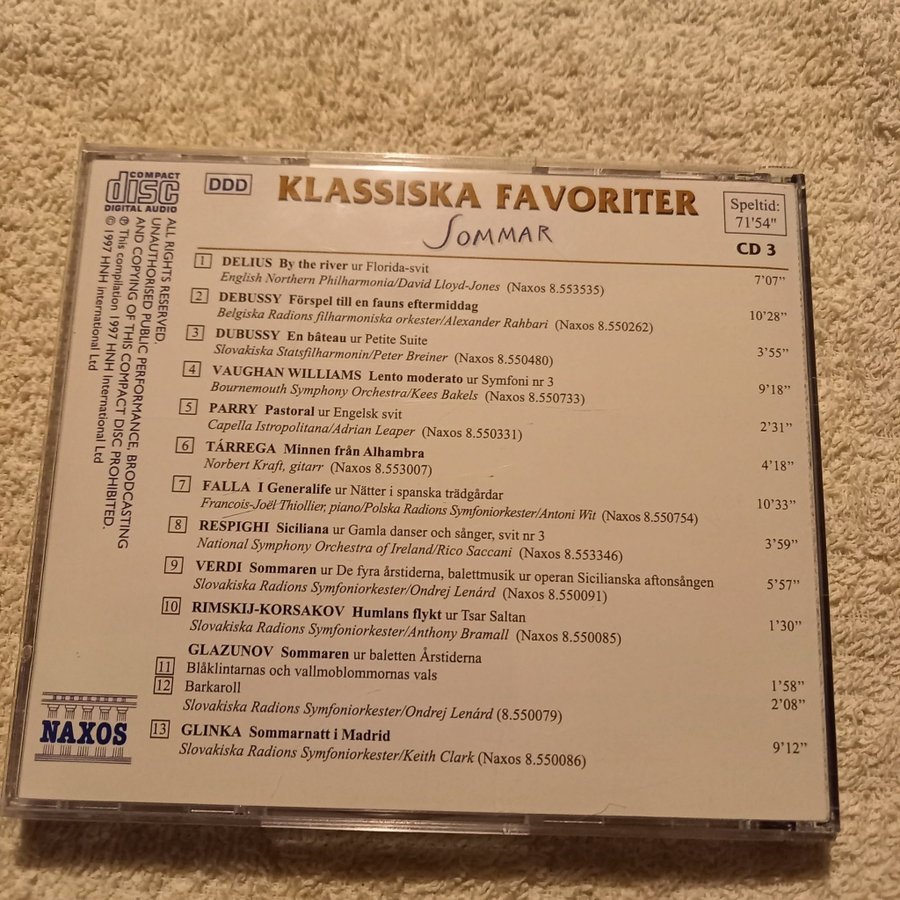 COMPACT
disc
DIGITAL AUDIO
DDD
KLASSISKA FAVORITER
SOMMAR
Speltid:
71'54"
CD 3
1 DELIUS By the river ur Florida-svit 7'07"
English Northern Philharmonia/David Lloyd-Jones (Naxos 8.553535)
2 DEBUSSY Förspel till en fauns eftermiddag 10'28"
Belgiska Radions filharmoniska orkester/Alexander Rahbari (Naxos 8.550262)
3 DUBUSSY En bâteau ur Petite Suite 3'55"
Slovakiska Statsfilharmonin/Peter Breiner (Naxos 8.550480)
4 VAUGHAN WILLIAMS Lento moderato ur Symfoni nr 3 9'18"
Bournemouth Symphony Orchestra/Kees Bakels (Naxos 8.550733)
5 PARRY Pastoral ur Engelsk svit 2'31"
Capella Istropolitana/Adrian Leaper (Naxos 8.550331)
6 TÁRREGA Minnen från Alhambra 4'18"
Norbert Kraft, gitarr (Naxos 8.553007)
7 FALLA I Generalife ur Nätter i spanska trädgårdar 10'33"
Francois-Joël Thiollier, piano/Polska Radions Symfoniorkester/Antoni Wit (Naxos 8.550754)
8 RESPIGHI Siciliana ur Gamla danser och sånger, svit nr 3 3'59"
National Symphony Orchestra of Ireland/Rico Saccani (Naxos 8.553346)
9 VERDI Sommaren ur De fyra årstiderna, balettmusik ur operan Sicilianska aftonsången 5'57"
Slovakiska Radions Symfoniorkester/Ondrej Lenárd (Naxos 8.550091)
10 RIMSKIJ-KORSAKOV Humlans flykt ur Tsar Saltan 1'30"
Slovakiska Radions Symfoniorkester/Anthony Bramall (Naxos 8.550085)
GLAZUNOV Sommaren ur baletten Årstiderna
11 Blåklintarnas och vallmoblommornas vals 1'58"
12 Barkaroll 2'08"
Slovakiska Radions Symfoniorkester/Ondrej Lenárd (8.550079)
13 GLINKA Sommarnatt i Madrid 9'12"
Slovakiska Radions Symfoniorkester/Keith Clark (Naxos 8.550086)
ALL RIGHTS RESERVED.
UNAUTHORISED PUBLIC PERFORMANCE, BRODCASTING
AND COPYING OF THIS COMPACT DISC PROHIBITED.
℗ This compilation 1997 HNH International Ltd
© 1997 HNH international Ltd
NAXOS